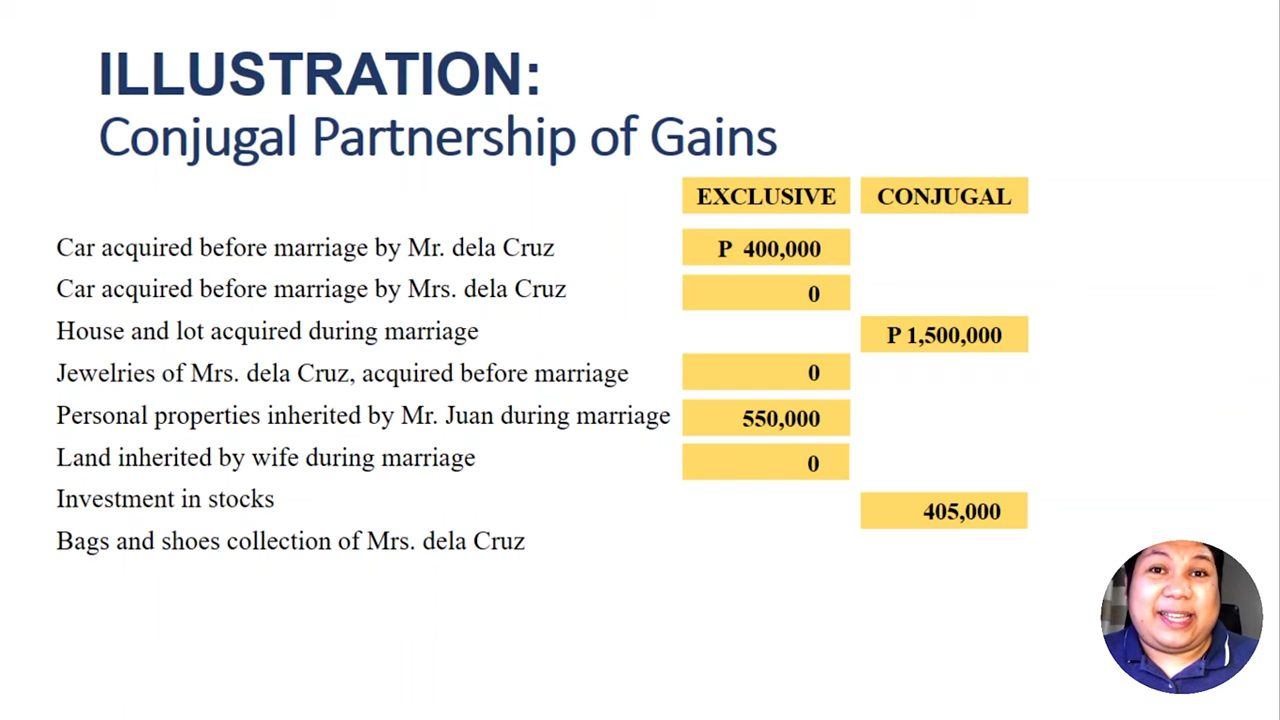 ILLUSTRATION:
Conjugal Partnership of Gains
EXCLUSIVE CONJUGAL
Car acquired before marriage by Mr. dela Cruz P 400,000
Car acquired before marriage by Mrs. dela Cruz 0
House and lot acquired during marriage P 1,500,000
Jewelries of Mrs. dela Cruz, acquired before marriage 0
Personal properties inherited by Mr. Juan during marriage 550,000
Land inherited by wife during marriage 0
Investment in stocks 405,000
Bags and shoes collection of Mrs. dela Cruz